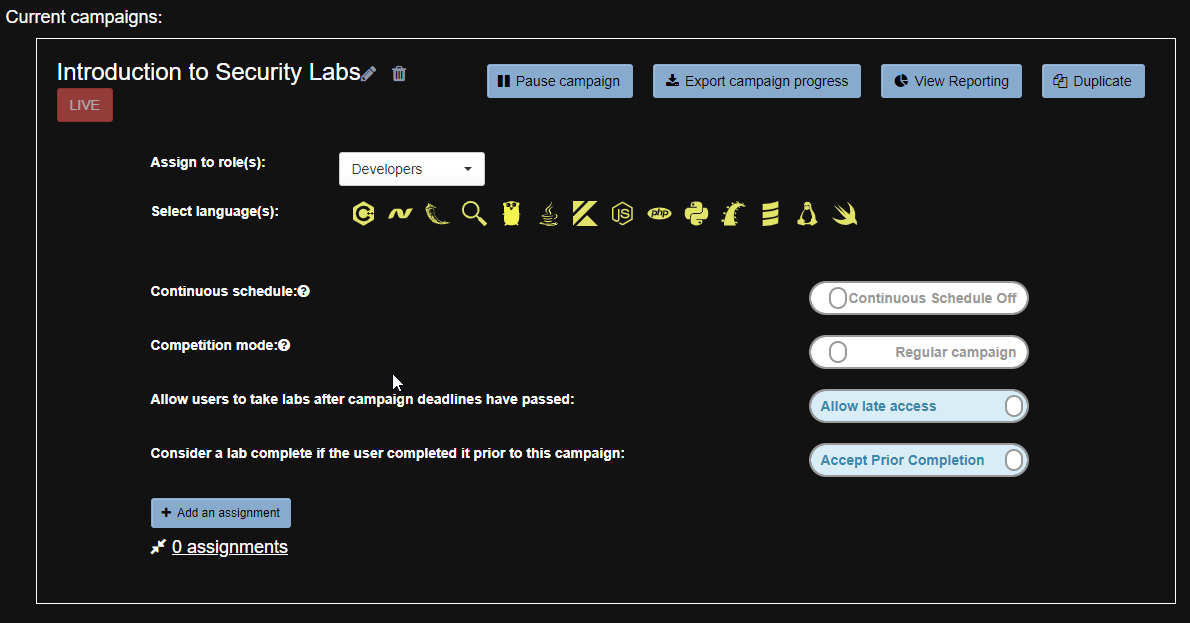 Current campaigns:
Introduction to Security Labs
Pause campaign
Export campaign progress
View Reporting
Duplicate
LIVE
Assign to role(s):
Developers
Select language(s):
C
JS
php
Continuous schedule:
Continuous Schedule Off
Competition mode:
Regular campaign
Allow users to take labs after campaign deadlines have passed:
Allow late access
Consider a lab complete if the user completed it prior to this campaign:
Accept Prior Completion
+ Add an assignment
0 assignments